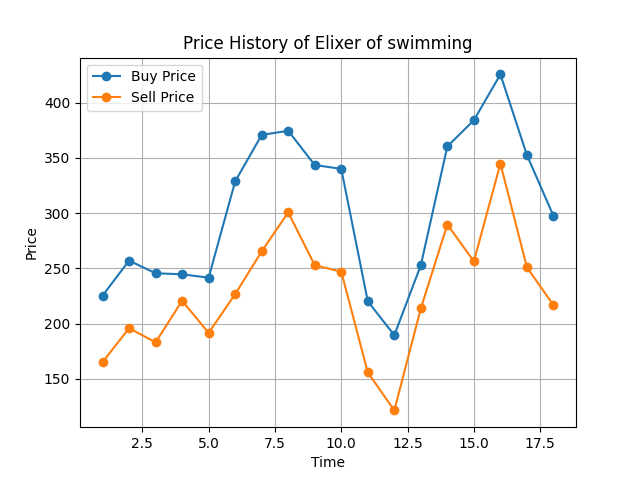 Price History of Elixer of swimming
Buy Price
Sell Price
400
350
300
250
200
150
Price
2.5 5.0 7.5 10.0 12.5 15.0 17.5
Time